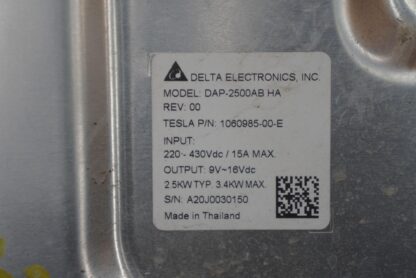 DELTA ELECTRONICS, INC.
MODEL: DAP-2500AB HA
REV: 00
TESLA P/N: 1060985-00-E
INPUT:
220 - 430Vdc / 15A MAX.
OUTPUT: 9V~16Vdc
2.5KW TYP. 3.4KW MAX.
S/N: A20J0030150
Made in Thailand